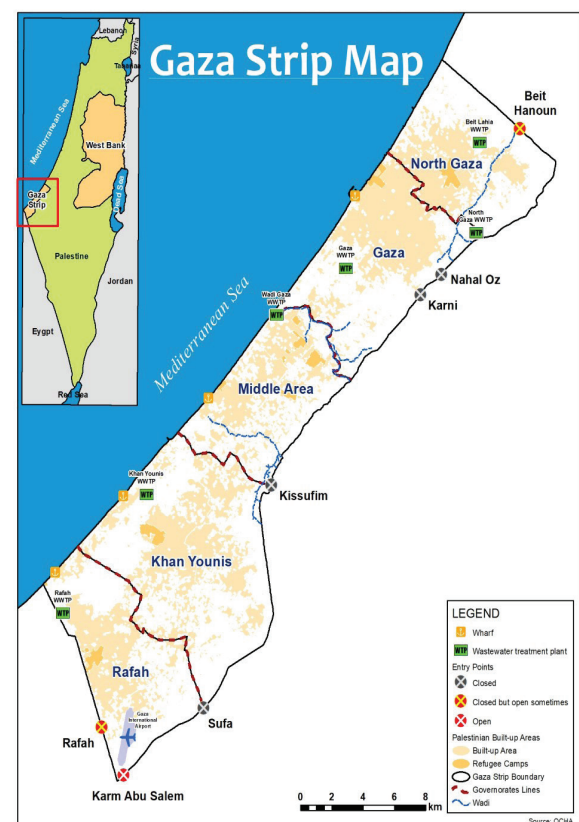 Gaza Strip Map
Lebanon
Syria
Mediterranean Sea
West Bank
Dead Sea
Gaza
Strip
Palestine
Jordan
Eygpt
Red Sea
Beit
Hanoun
Beit Lahia
WWTP
WTP
North Gaza
North
Gaza WWTP
WTP
Gaza
Gaza
WWTP
WTP
Nahal Oz
Karni
Mediterranean Sea
Wadi Gaza
WWTP
WTP
Middle Area
Kissufim
Khan Younis
WWTP
WTP
Khan Younis
Rafah
WWTP
WTP
Rafah
Sufa
Gaza
International
Airport
Rafah
Karm Abu Salem
LEGEND
Wharf
WTP Wastewater treatment plant
Entry Points
Closed
Closed but open sometimes
Open
Palestinian Built-up Areas
Built-up Area
Refugee Camps
Gaza Strip Boundary
Governorates Lines
Wadi
0 2 4 6 8
km
Source: OCHA